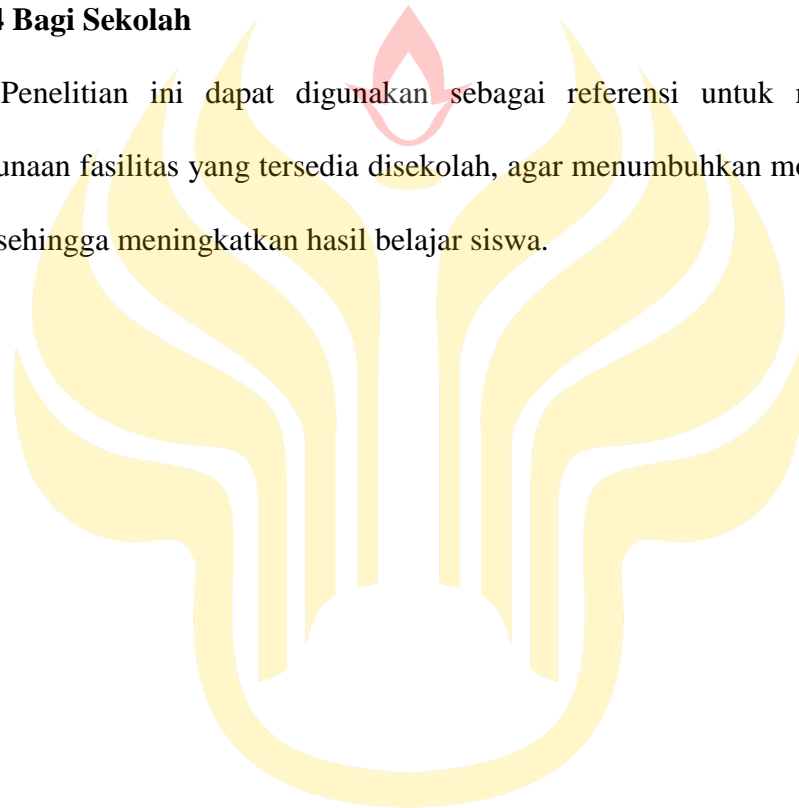 4 Bagi Sekolah
Penelitian ini dapat digunakan sebagai referensi untuk
fasilitas yang tersedia disekolah, agar menumbuhkan
sehingga meningkatkan hasil belajar siswa.